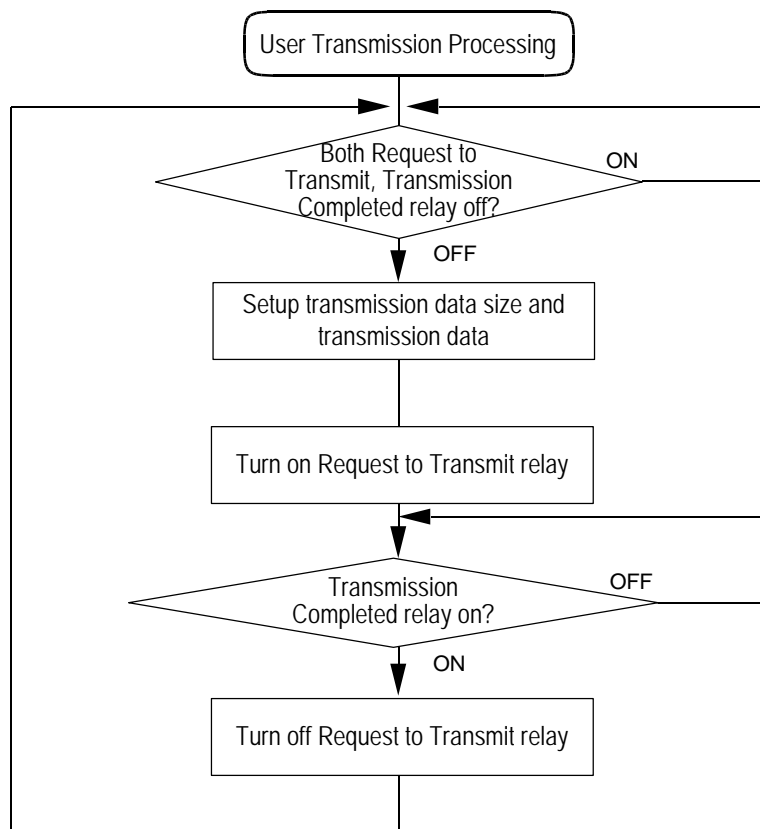 User Transmission Processing
Both Request to
Transmit, Transmission
Completed relay off?
ON
OFF
Setup transmission data size and
transmission data
Turn on Request to Transmit relay
Transmission
Completed relay on?
OFF
ON
Turn off Request to Transmit relay